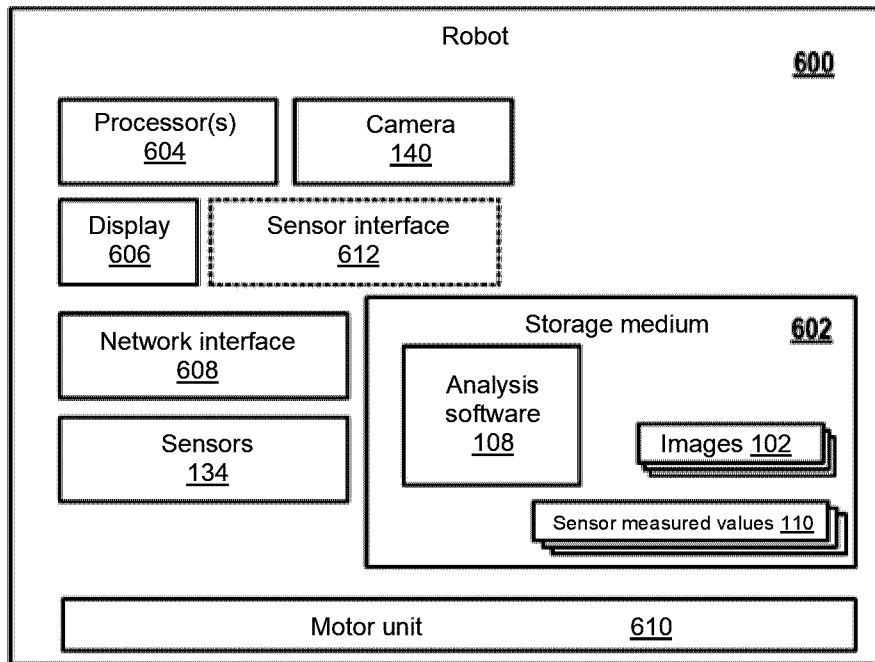 Robot
600
Processor(s)
604
Camera
140
Display
606
Sensor interface
612
Network interface
608
Sensors
134
Storage medium
602
Analysis
software
108
Images 102
Sensor measured values 110
Motor unit 610